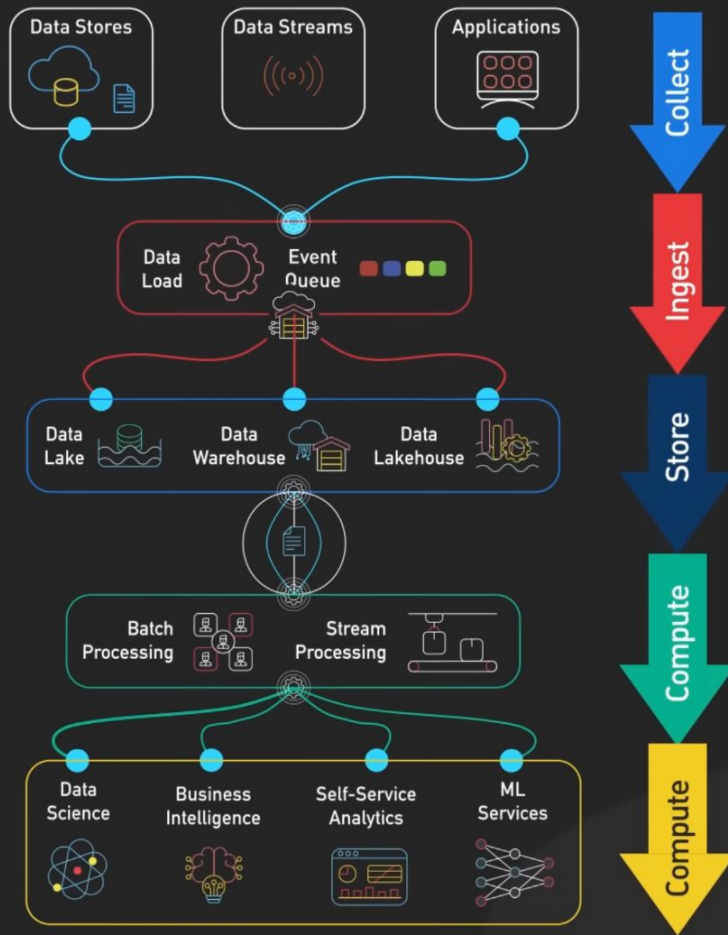 Data Stores
Data Streams
Applications
Collect
Data
Load
Event
Queue
Ingest
Data
Lake
Data
Warehouse
Data
Lakehouse
Store
Batch
Processing
Stream
Processing
Compute
Data
Science
Business
Intelligence
Self-Service
Analytics
ML
Services
Compute